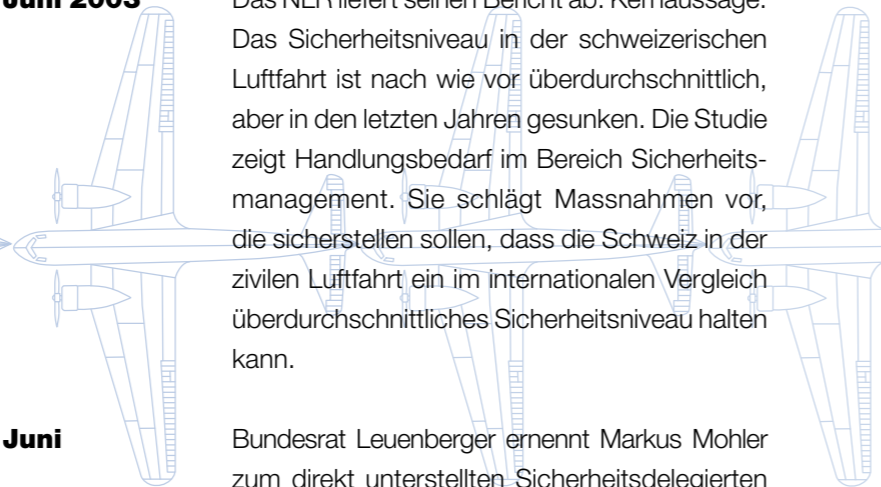 Juni 2003 Das NLR liefert seinen Bericht ab. Kernaussage:
Das Sicherheitsniveau in der schweizerischen
Luftfahrt ist nach wie vor überdurchschnittlich,
aber in den letzten Jahren gesunken. Die Studie
zeigt Handlungsbedarf im Bereich Sicherheits-
management. Sie schlägt Massnahmen vor,
die sicherstellen sollen, dass die Schweiz in der
zivilen Luftfahrt ein im internationalen Vergleich
überdurchschnittliches Sicherheitsniveau halten
kann.
Juni Bundesrat Leuenberger ernennt Markus Mohler
zum direkt unterstellten Sicherheitsdelegierten